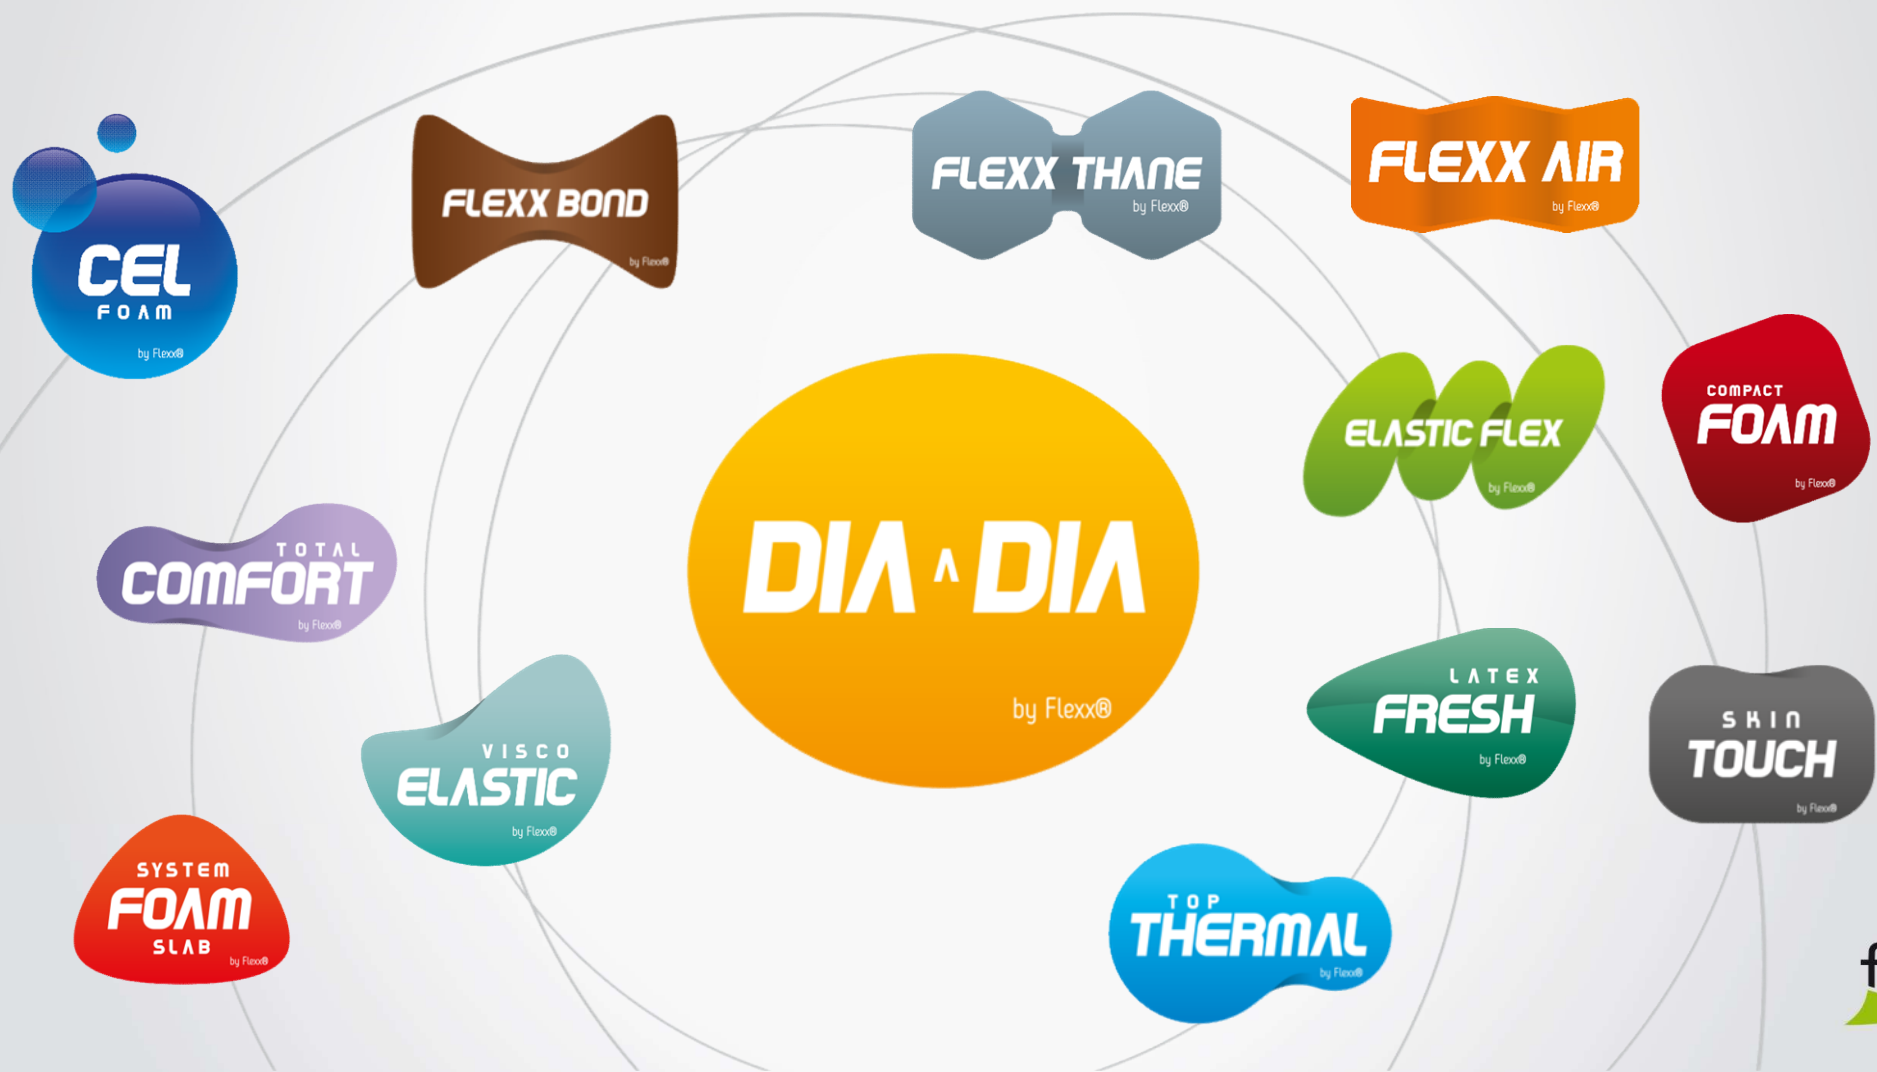 CEL
FOAM
by Flexx®
FLEXX BOND
by Flexx®
FLEXX THANE
by Flexx®
FLEXX AIR
by Flexx®
ELASTIC FLEX
by Flexx®
COMPACT
FOAM
by Flexx®
TOTAL
COMFORT
by Flexx®
DIA A DIA
by Flexx®
VISCO
ELASTIC
by Flexx®
LATEX
FRESH
by Flexx®
SKIN
TOUCH
by Flexx®
SYSTEM
FOAM
SLAB
by Flexx®
TOP
THERMAL
by Flexx®
f